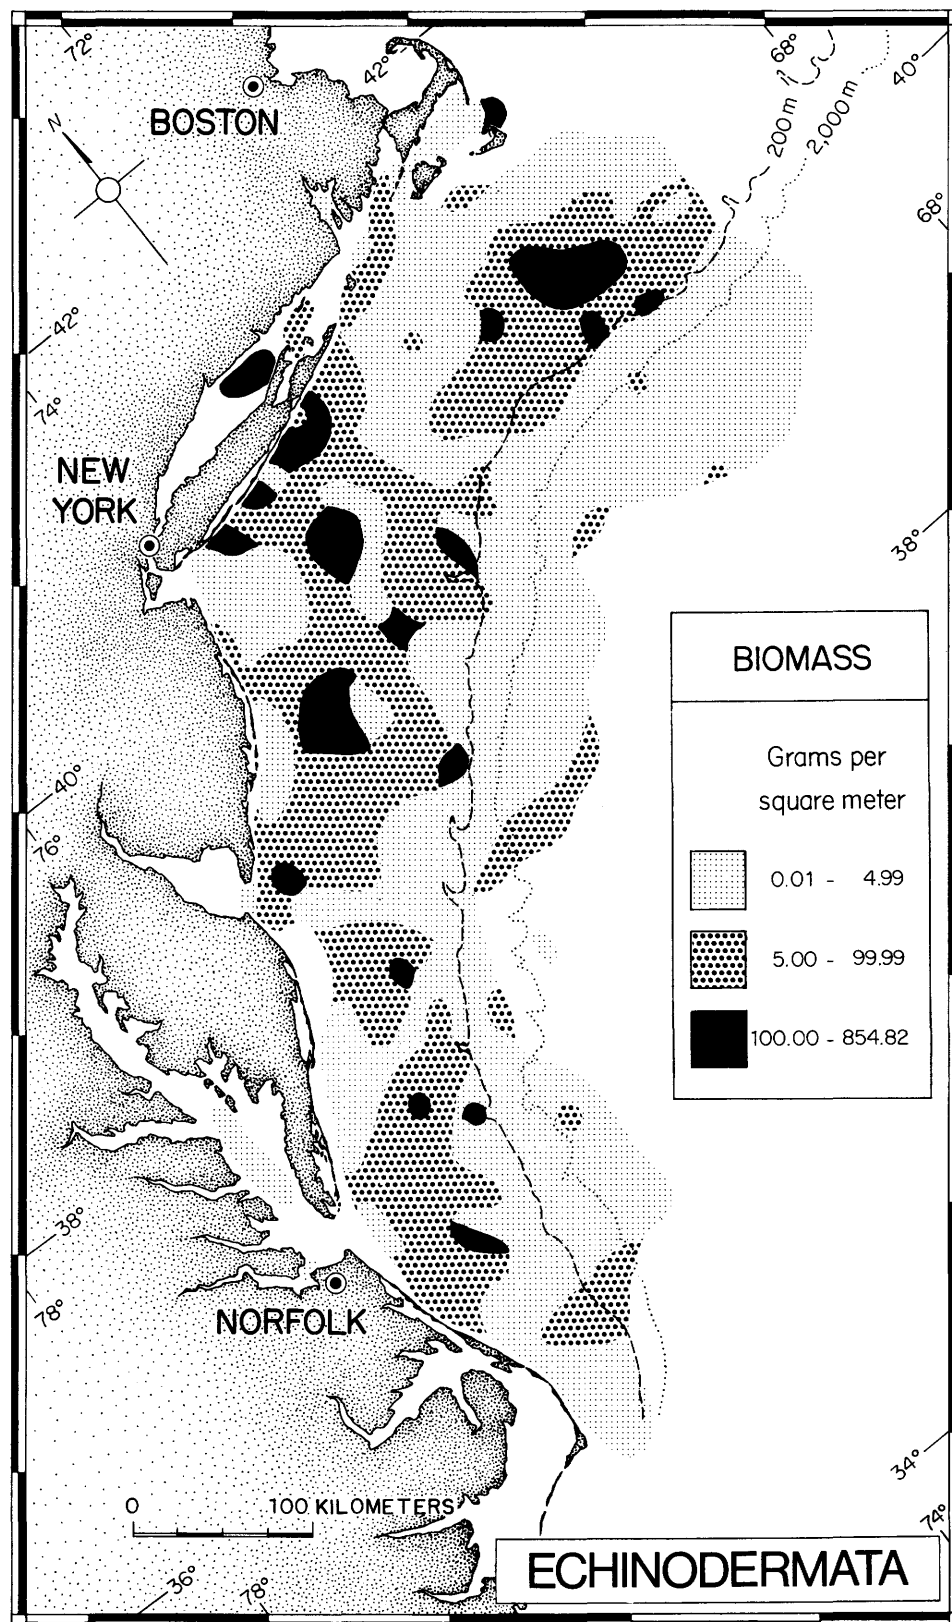 72°
42°
68°
40°
200 m
2,000 m
BOSTON
N
68°
42°
74°
NEW
YORK
38°
BIOMASS
Grams per
square meter
0.01 - 4.99
5.00 - 99.99
100.00 - 854.82
40°
76°
38°
78°
NORFOLK
34°
74°
0 100 KILOMETERS
36°
78°
ECHINODERMATA